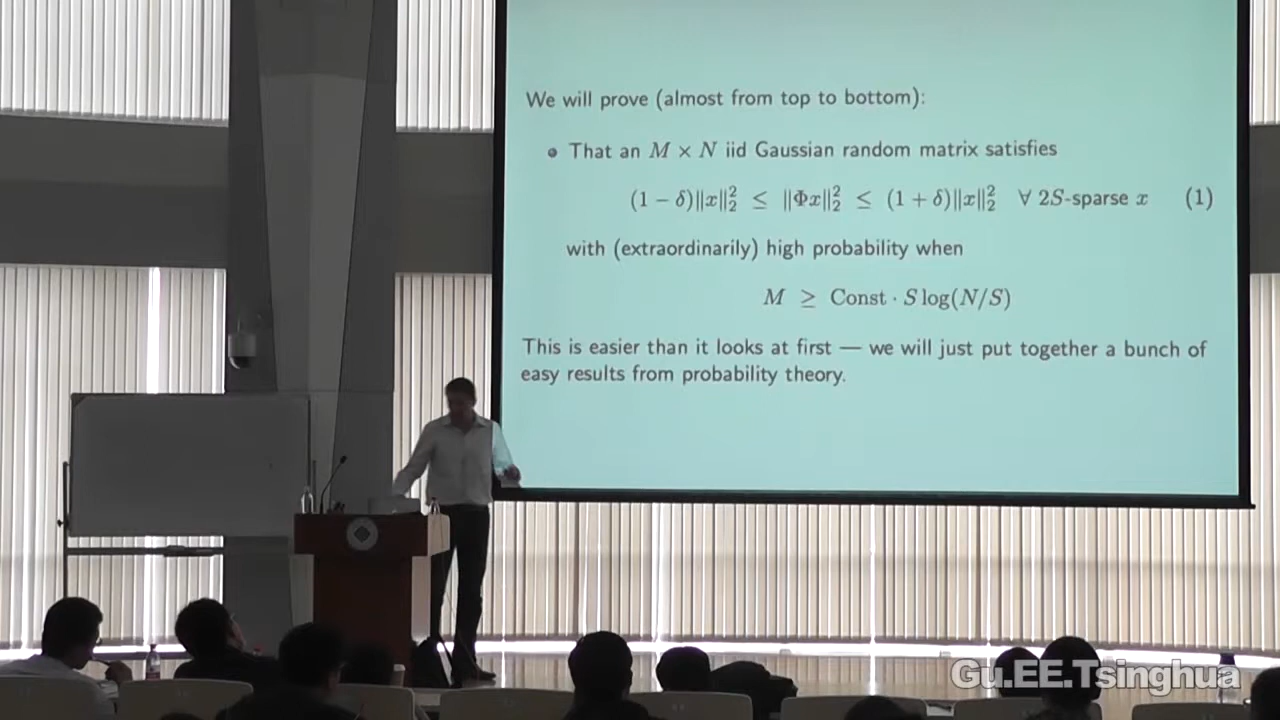 We will prove (almost from top to bottom):
That an M × N iid Gaussian random matrix satisfies
(1 − δ)‖x‖₂² ≤ ‖Φx‖₂² ≤ (1 + δ)‖x‖₂² ∀ 2S-sparse x (1)
with (extraordinarily) high probability when
M ≥ Const · S log(N/S)
This is easier than it looks at first — we will just put together a bunch of
easy results from probability theory.
Gu.EE.Tsinghua